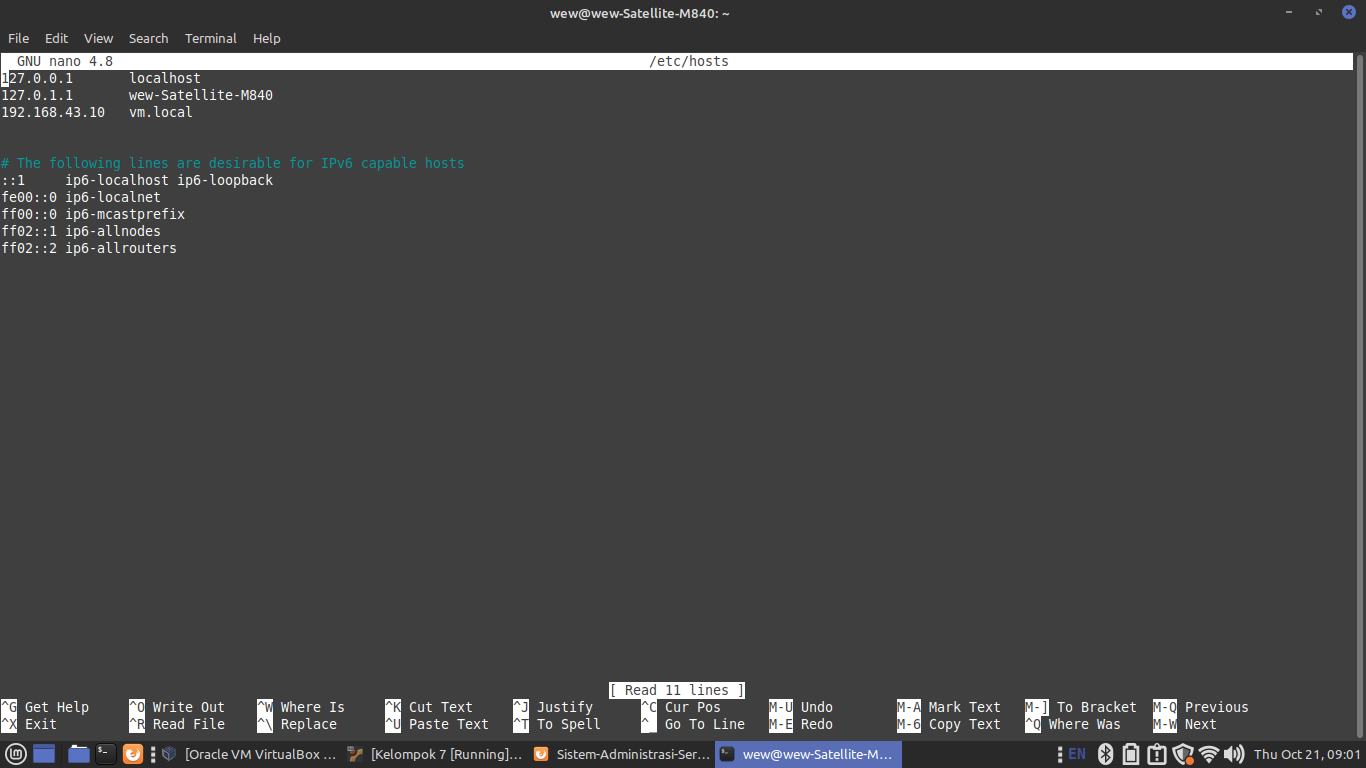 wew@wew-Satellite-M840: ~
File Edit View Search Terminal Help
GNU nano 4.8 /etc/hosts
127.0.0.1 localhost
127.0.1.1 wew-Satellite-M840
192.168.43.10 vm.local
# The following lines are desirable for IPv6 capable hosts
::1 ip6-localhost ip6-loopback
fe00::0 ip6-localnet
ff00::0 ip6-mcastprefix
ff02::1 ip6-allnodes
ff02::2 ip6-allrouters
[ Read 11 lines ]
^G Get Help ^O Write Out ^W Where Is ^K Cut Text ^J Justify ^C Cur Pos M-U Undo M-A Mark Text M-] To Bracket M-Q Previous
^X Exit ^R Read File ^\ Replace ^U Paste Text ^T To Spell ^_ Go To Line M-E Redo M-6 Copy Text ^Q Where Was M-W Next
[Oracle VM VirtualBox ... [Kelompok 7 [Running]... Sistem-Administrasi-Ser... wew@wew-Satellite-M... EN Thu Oct 21, 09:01